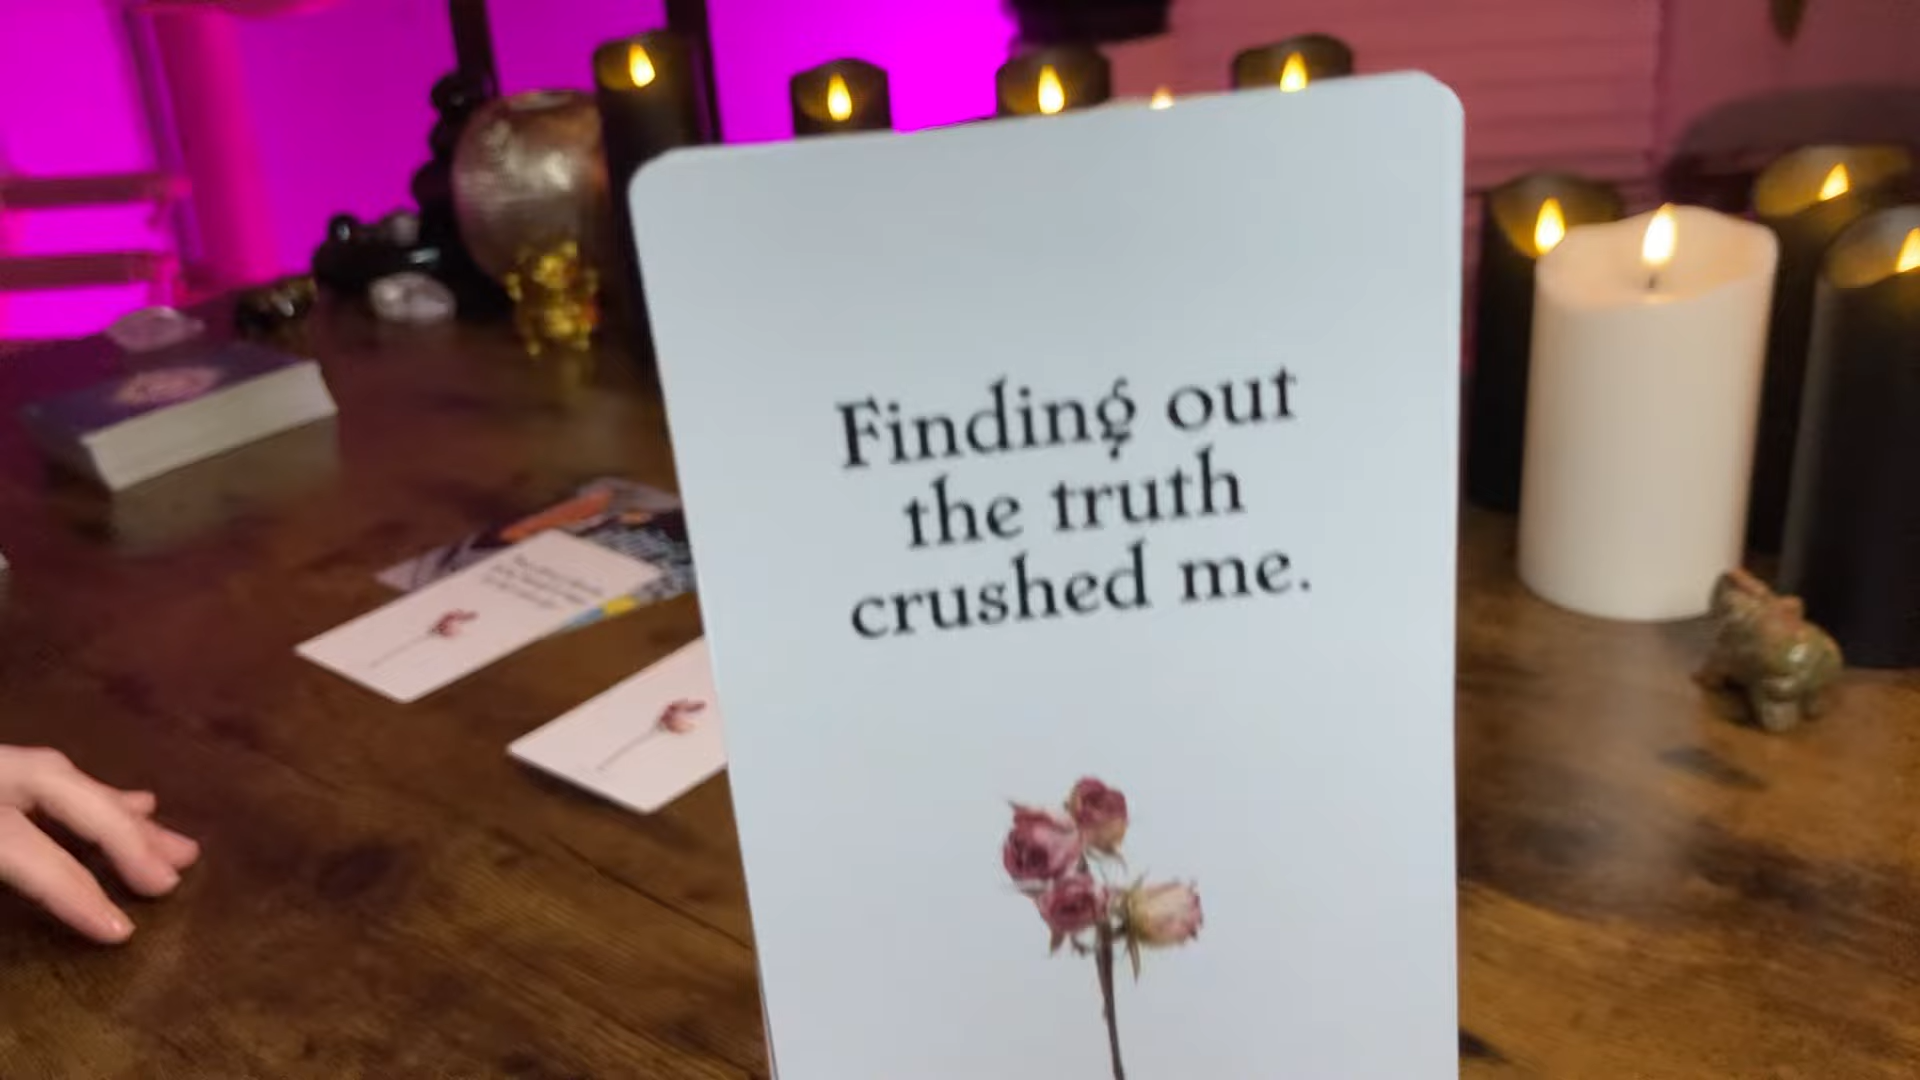 Finding out
the truth
crushed me.